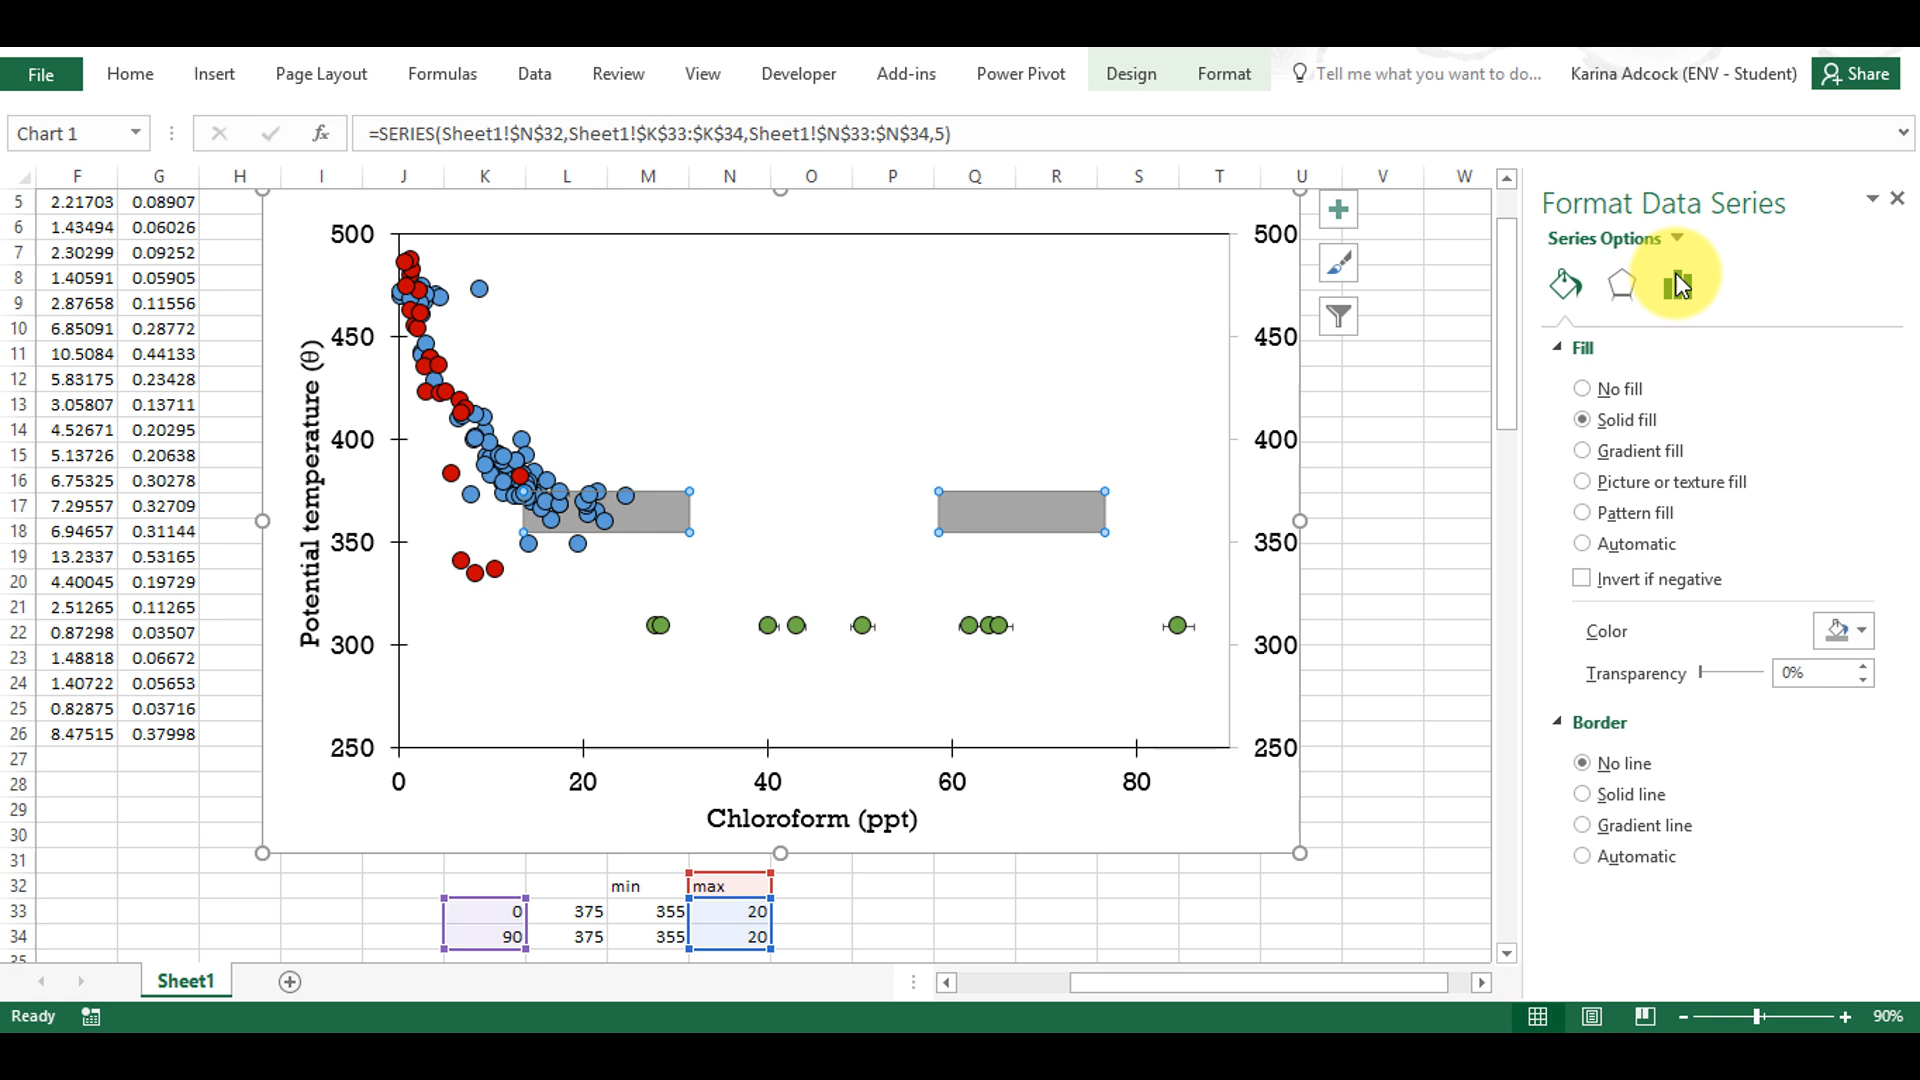 File Home Insert Page Layout Formulas Data Review View Developer Add-ins Power Pivot Design Format Tell me what you want to do... Karina Adcock (ENV - Student) Share
Chart 1 fx =SERIES(Sheet1!$N$32,Sheet1!$K$33:$K$34,Sheet1!$N$33:$N$34,5)
F G H I J K L M N O P Q R S T U V W
5 2.21703 0.08907
6 1.43494 0.06026
7 2.30299 0.09252
8 1.40591 0.05905
9 2.87658 0.11556
10 6.85091 0.28772
11 10.5084 0.44133
12 5.83175 0.23428
13 3.05807 0.13711
14 4.52671 0.20295
15 5.13726 0.20638
16 6.75325 0.30278
17 7.29557 0.32709
18 6.94657 0.31144
19 13.2337 0.53165
20 4.40045 0.19729
21 2.51265 0.11265
22 0.87298 0.03507
23 1.48818 0.06672
24 1.40722 0.05653
25 0.82875 0.03716
26 8.47515 0.37998
27
28
29
30
31
32 min max
33 0 375 355 20
34 90 375 355 20
35
Potential temperature (θ)
500 500
450 450
400 400
350 350
300 300
250 250
0 20 40 60 80
Chloroform (ppt)
Format Data Series
Series Options
Fill
No fill
Solid fill
Gradient fill
Picture or texture fill
Pattern fill
Automatic
Invert if negative
Color
Transparency 0%
Border
No line
Solid line
Gradient line
Automatic
Sheet1
Ready 90%